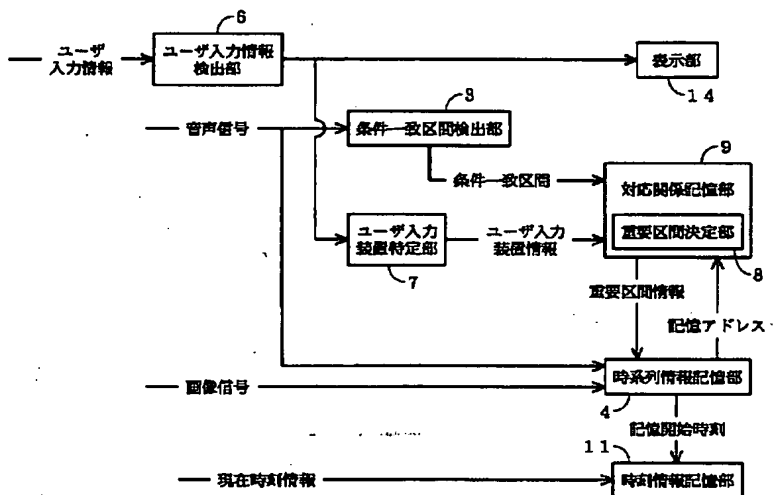 6
ユーザ
入力情報
ユーザ入力情報
検出部
表示部
14
音声信号
3
条件一致区間検出部
9
条件一致区間
対応関係記憶部
ユーザ入力
装置特定部
7
ユーザ入力
装置情報
重要区間決定部
8
重要区間情報
記憶アドレス
画像信号
時系列情報記憶部
4
記憶開始時刻
11
現在時刻情報
時刻情報記憶部